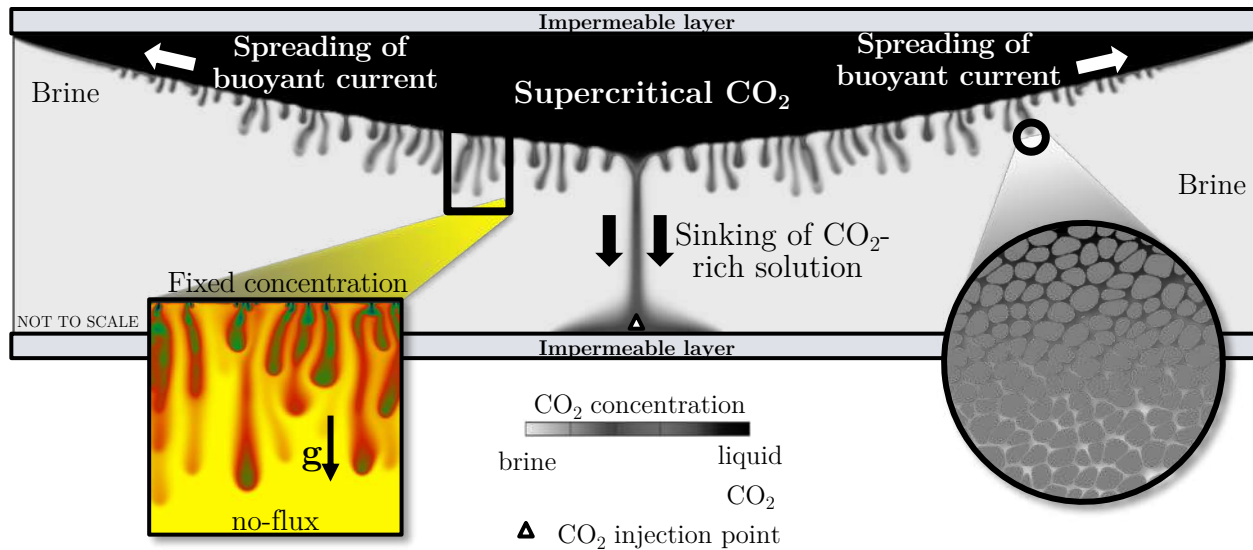 Impermeable layer
Spreading of
buoyant current
Spreading of
buoyant current
Brine
Supercritical CO₂
Brine
Sinking of CO₂-
rich solution
Fixed concentration
NOT TO SCALE
Impermeable layer
g
no-flux
CO₂ concentration
brine
liquid
CO₂
CO₂ injection point